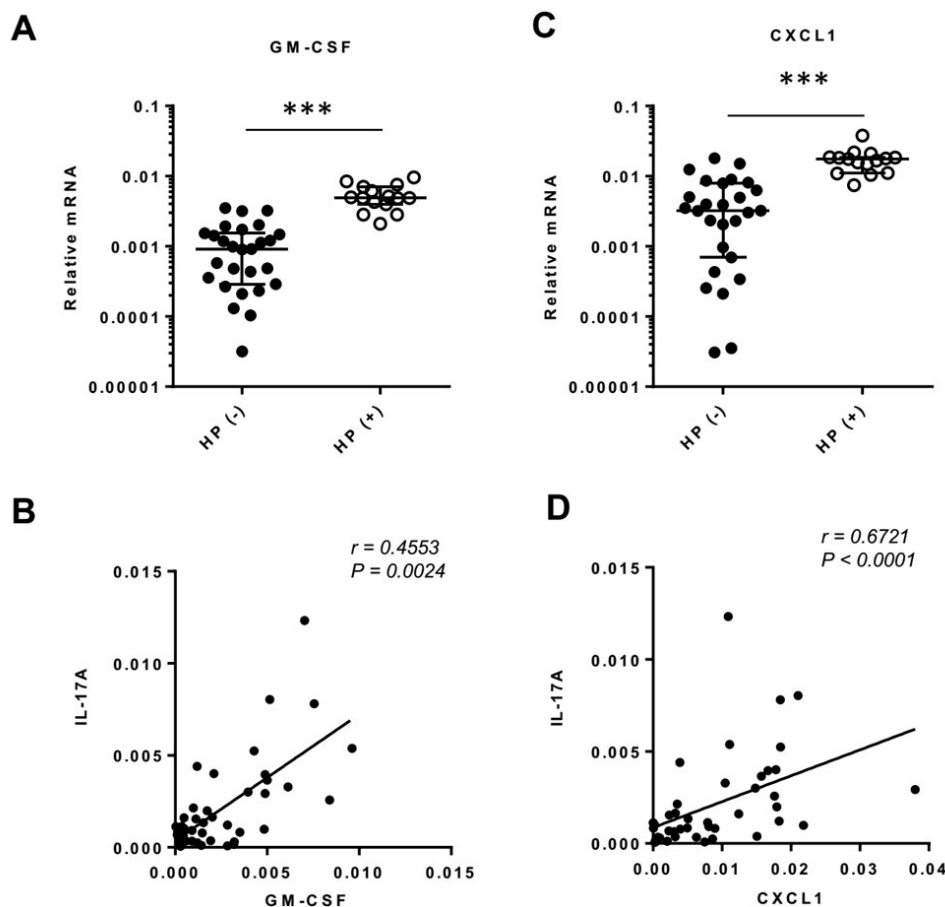 A
GM-CSF
***
0.1
0.01
0.001
0.0001
0.00001
Relative mRNA
HP (-)
HP (+)
C
CXCL1
***
0.1
0.01
0.001
0.0001
0.00001
Relative mRNA
HP (-)
HP (+)
B
r = 0.4553
P = 0.0024
0.015
0.010
0.005
0.000
IL-17A
0.000
0.005
0.010
0.015
GM-CSF
D
r = 0.6721
P < 0.0001
0.015
0.010
0.005
0.000
IL-17A
0.00
0.01
0.02
0.03
0.04
CXCL1